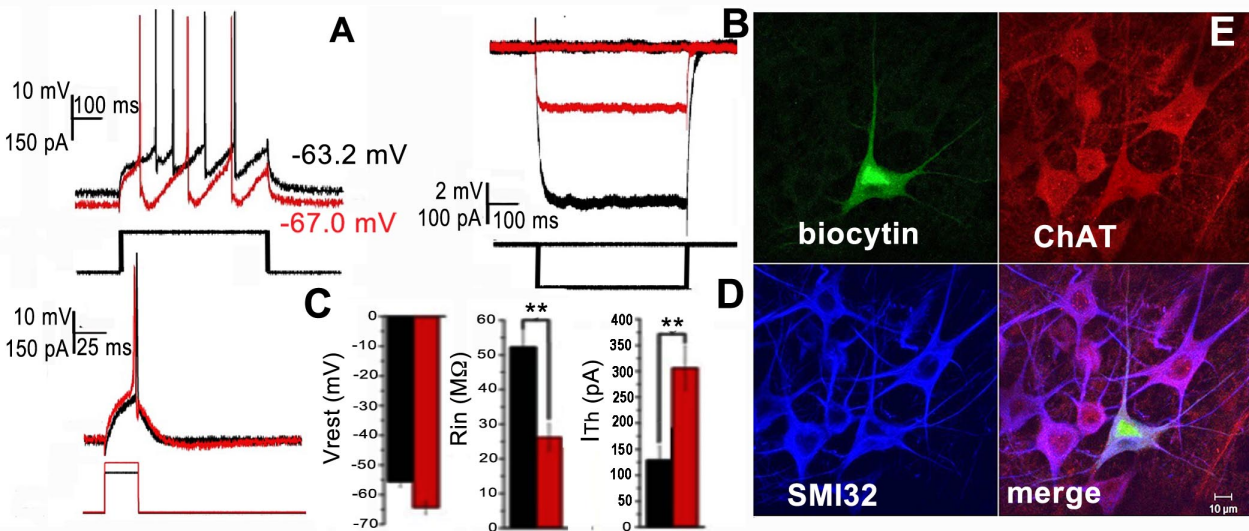 A
10 mV
100 ms
150 pA
-63.2 mV
-67.0 mV
10 mV
150 pA
25 ms
B
2 mV
100 pA
100 ms
C
0
-10
-20
-30
-40
-50
-60
-70
Vrest (mV)
60
50
40
30
20
10
0
Rin (MΩ)
**
D
400
350
300
250
200
150
100
50
0
ITh (pA)
**
E
biocytin
ChAT
SMI32
merge
10 µm